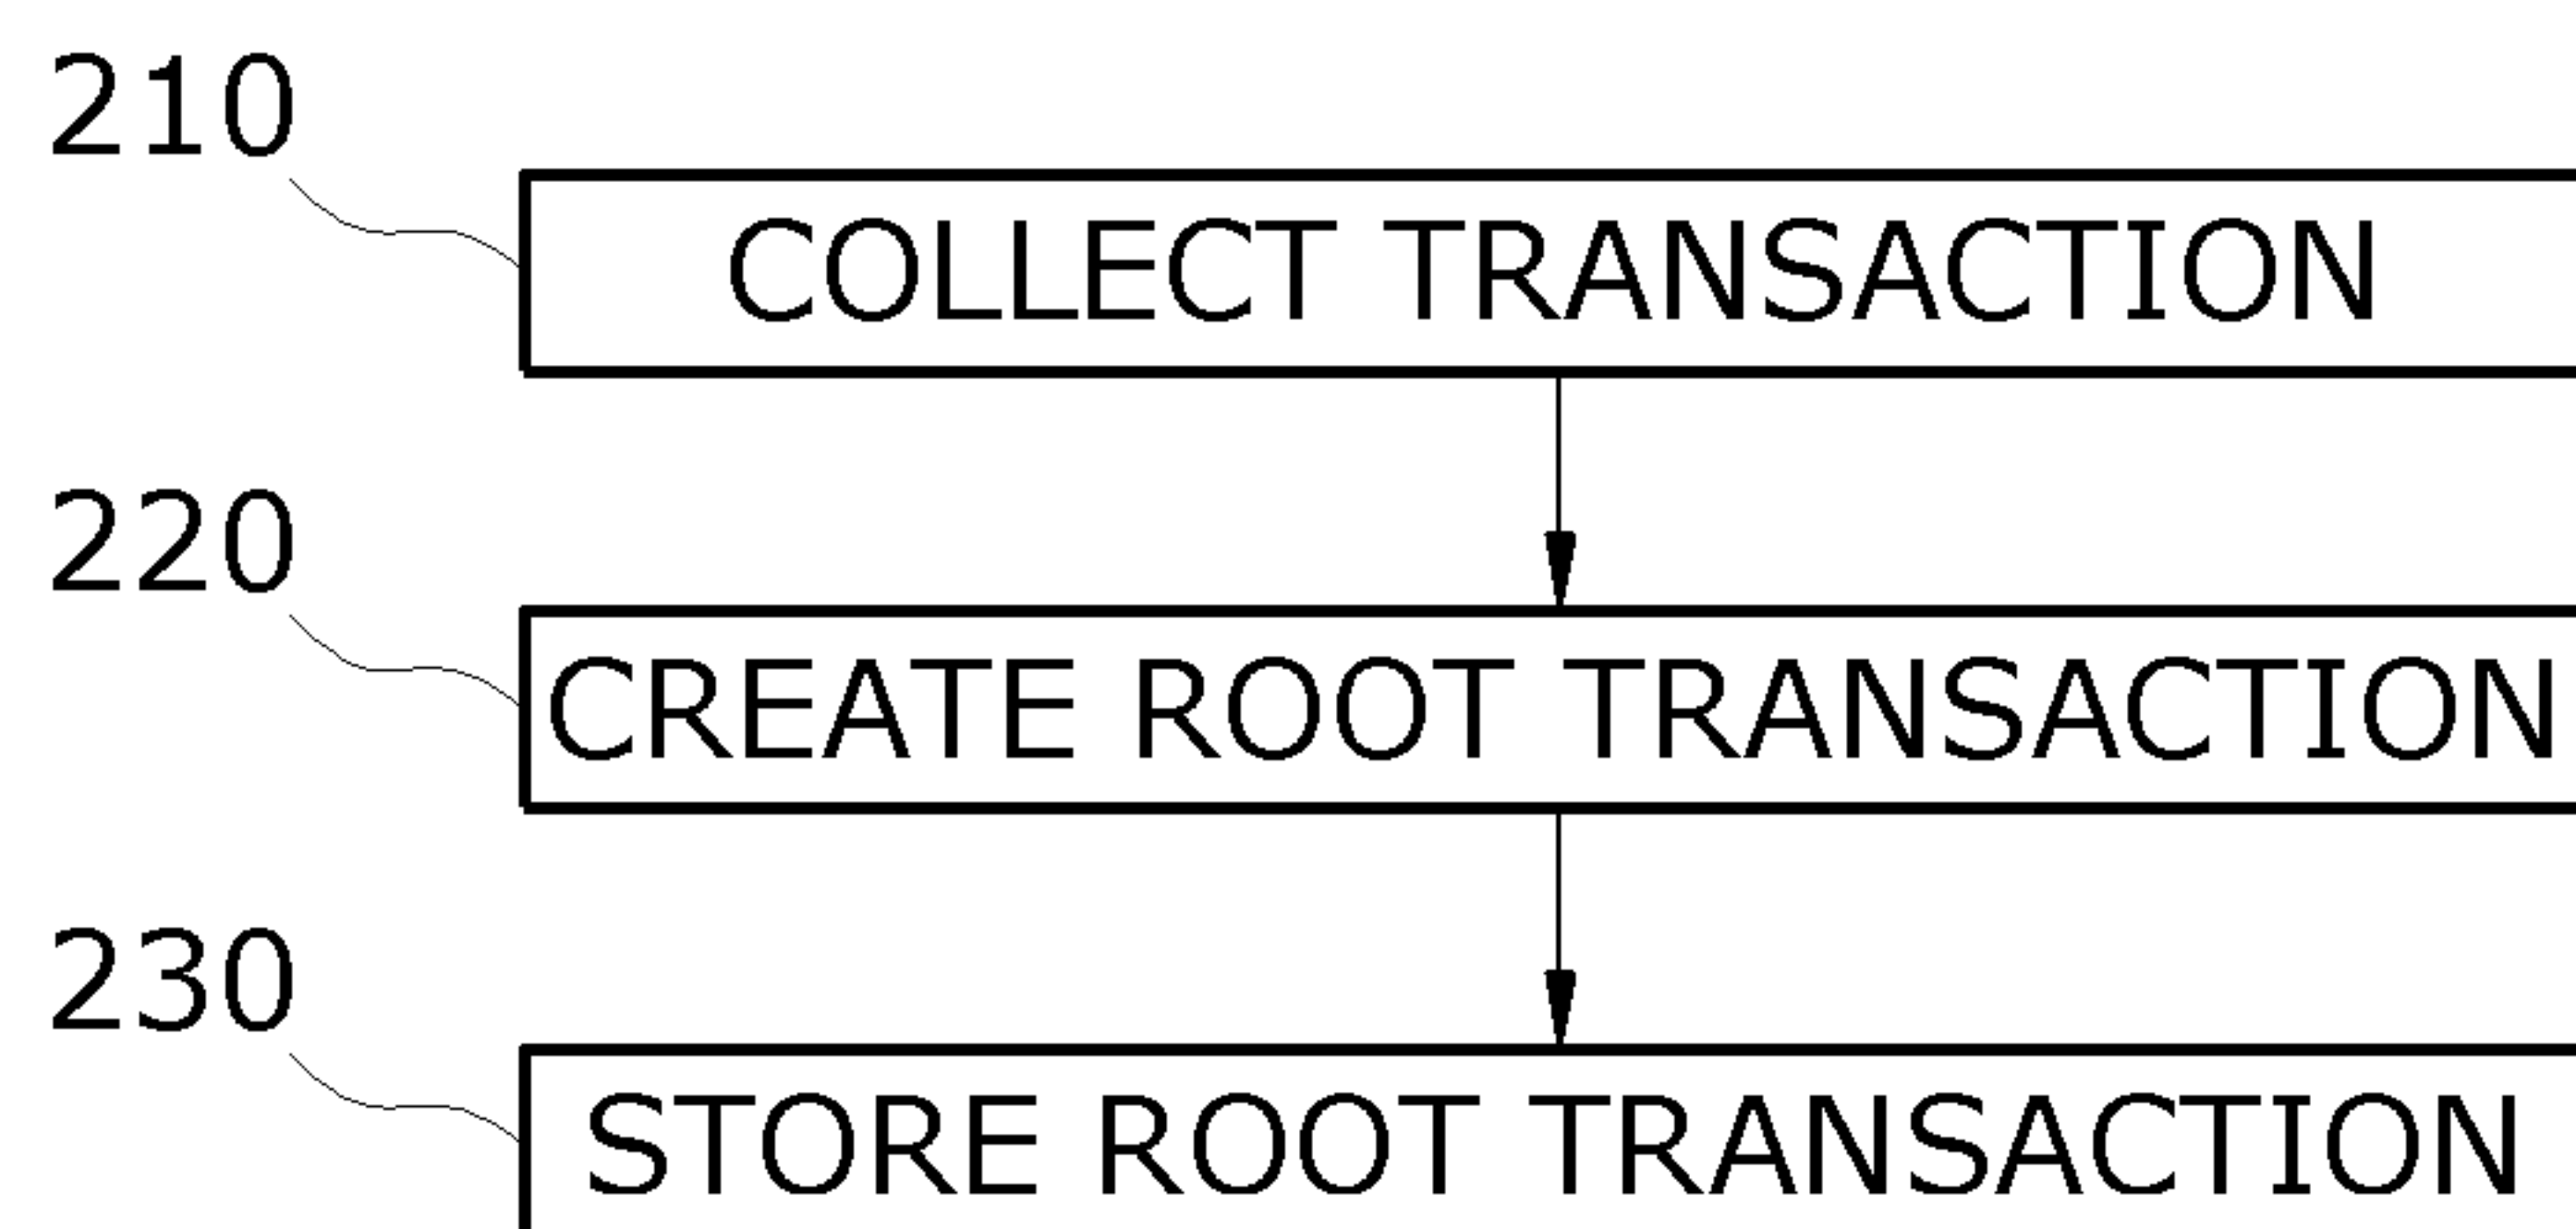 210
COLLECT TRANSACTION
220
CREATE ROOT TRANSACTION
230
STORE ROOT TRANSACTION